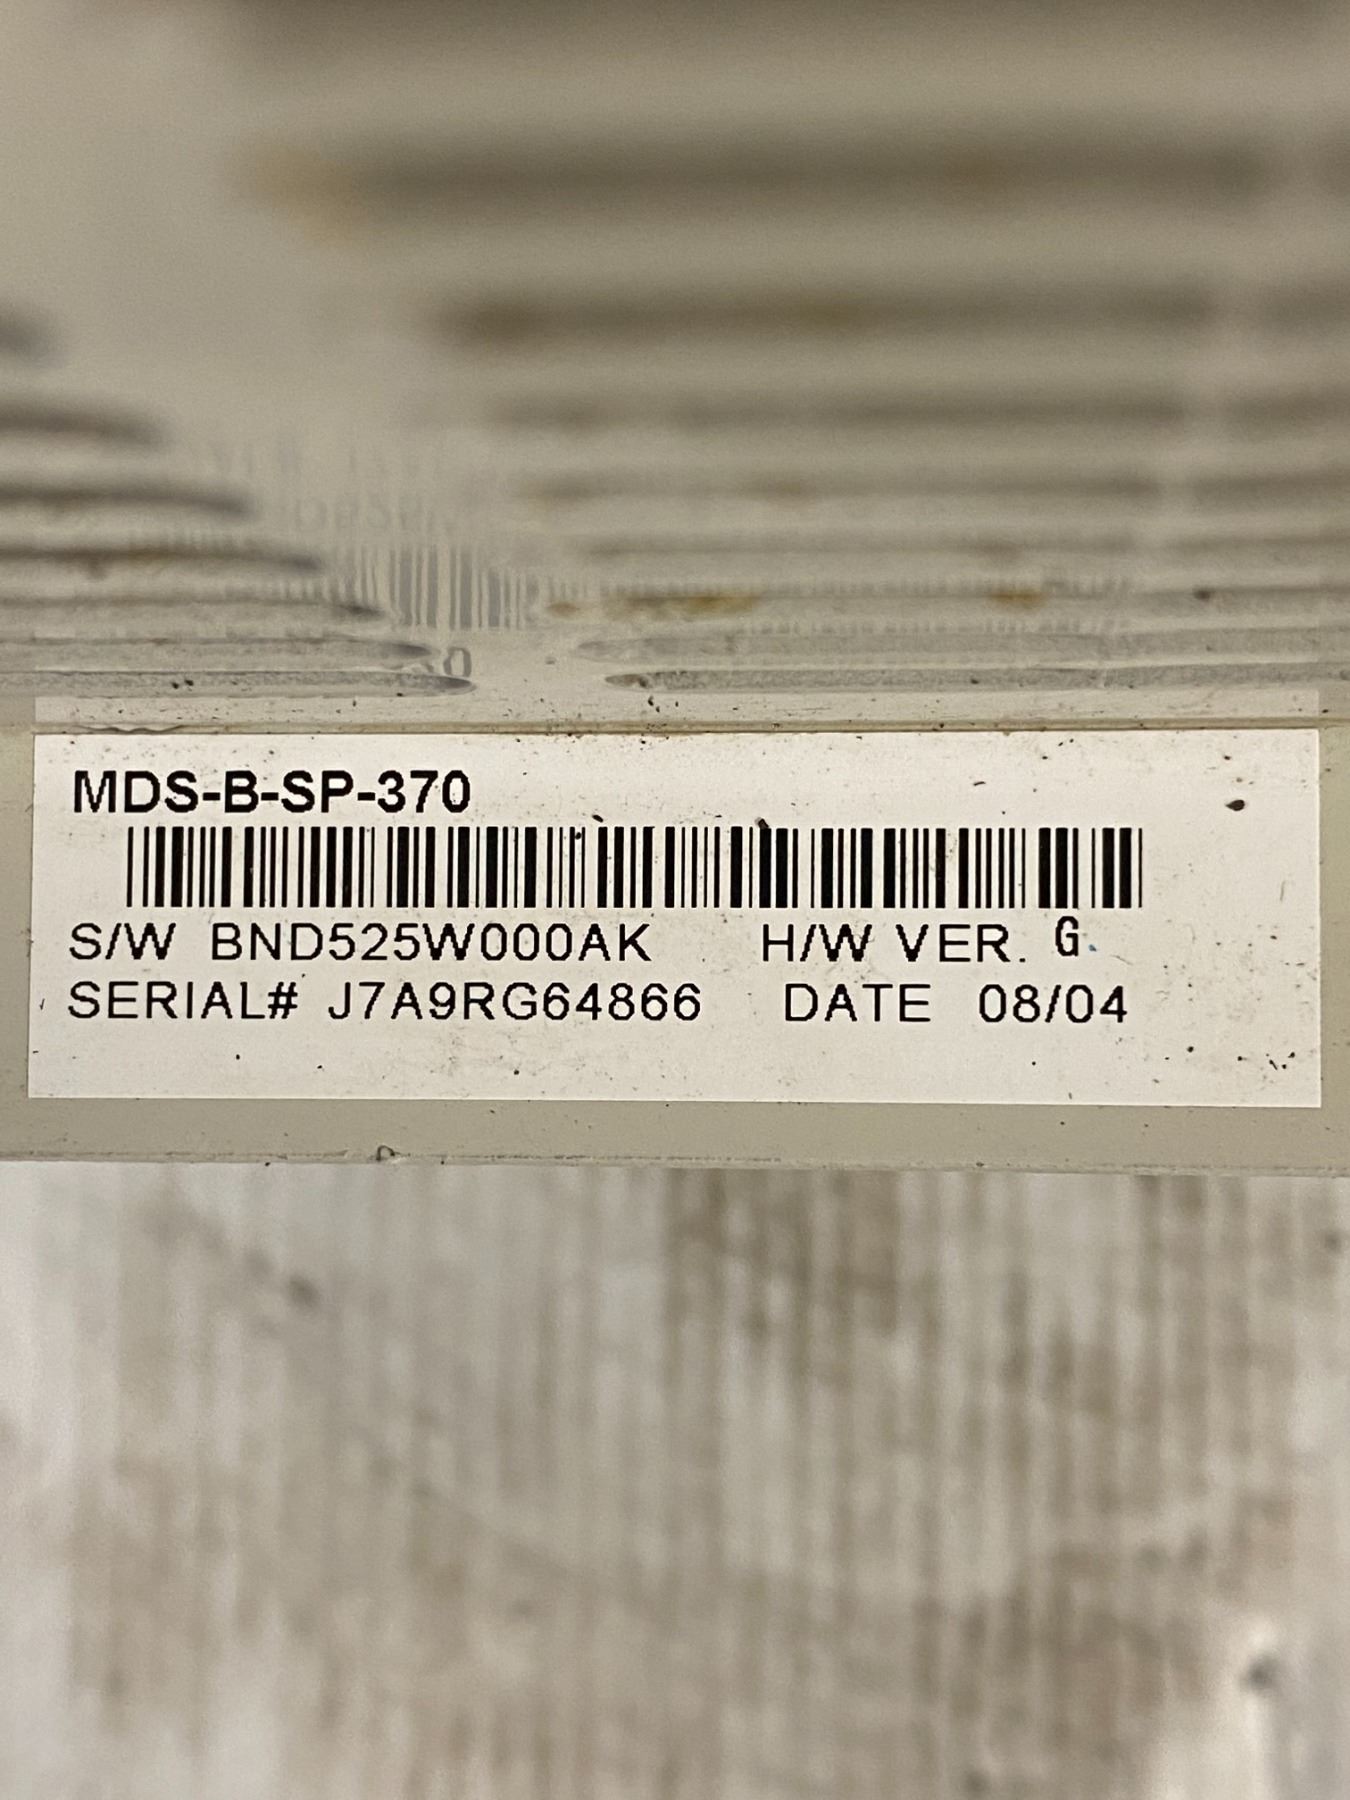 MDS-B-SP-370
S/W BND525W000AK H/W VER. G
SERIAL# J7A9RG64866 DATE 08/04